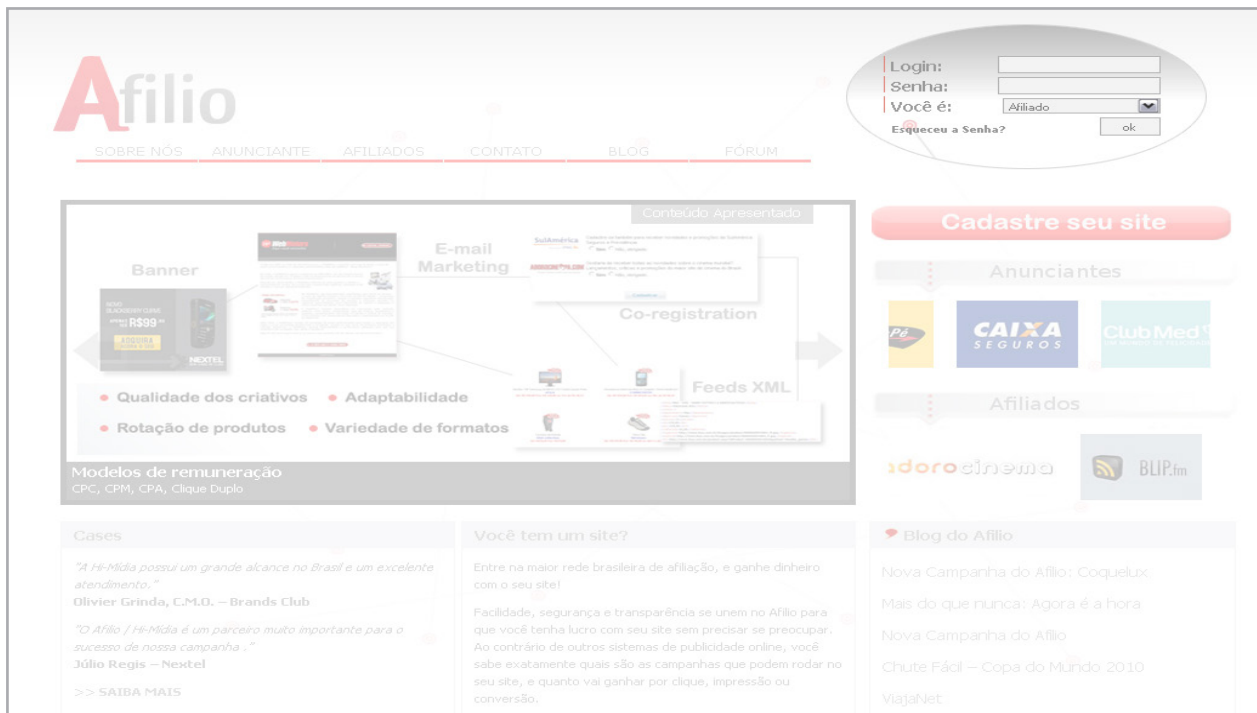 Afilio
Login:
Senha:
Você é: Afiliado
Esqueceu a Senha? ok
SOBRE NÓS ANUNCIANTE AFILIADOS CONTATO BLOG FÓRUM
Conteúdo Apresentado
Banner
E-mail
Marketing
SulAmérica
Co-registration
Feeds XML
NOVO
BLACKBERRY CURVE
R$99
ADQUIRA
NEXTEL
• Qualidade dos criativos • Adaptabilidade
• Rotação de produtos • Variedade de formatos
Modelos de remuneração
CPC, CPM, CPA, Clique Duplo
Cadastre seu site
Anunciantes
CAIXA
SEGUROS
Club Med
Afiliados
adorocinema
BLIP.fm
Cases
"A Hi-Mídia possui um grande alcance no Brasil e um excelente
atendimento."
Olivier Grinda, C.M.O. – Brands Club
"O Afilio / Hi-Mídia é um parceiro muito importante para o
sucesso de nossa campanha ."
Júlio Regis – Nextel
>> SAIBA MAIS
Você tem um site?
Entre na maior rede brasileira de afiliação, e ganhe dinheiro
com o seu site!
Facilidade, segurança e transparência se unem no Afilio para
que você tenha lucro com seu site sem precisar se preocupar.
Ao contrário de outros sistemas de publicidade online, você
sabe exatamente quais são as campanhas que podem rodar no
seu site, e quanto vai ganhar por clique, impressão ou
conversão.
Blog do Afilio
Nova Campanha do Afilio: Coquelux
Mais do que nunca: Agora é a hora
Nova Campanha do Afilio
Chute Fácil – Copa do Mundo 2010
ViajaNet